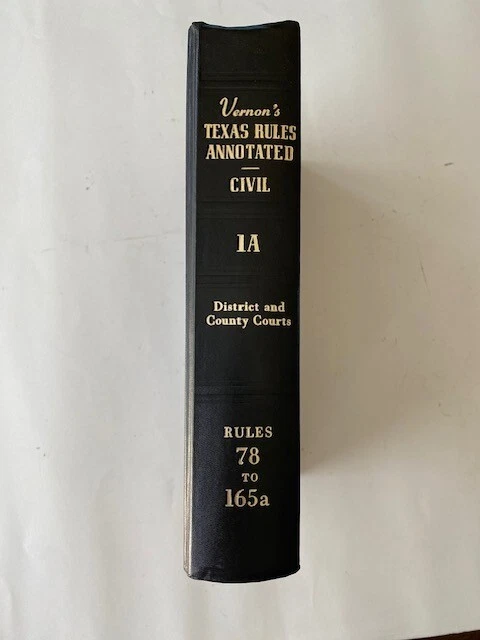 Vernon's
TEXAS RULES
ANNOTATED
CIVIL
1A
District and
County Courts
RULES
78
TO
165a